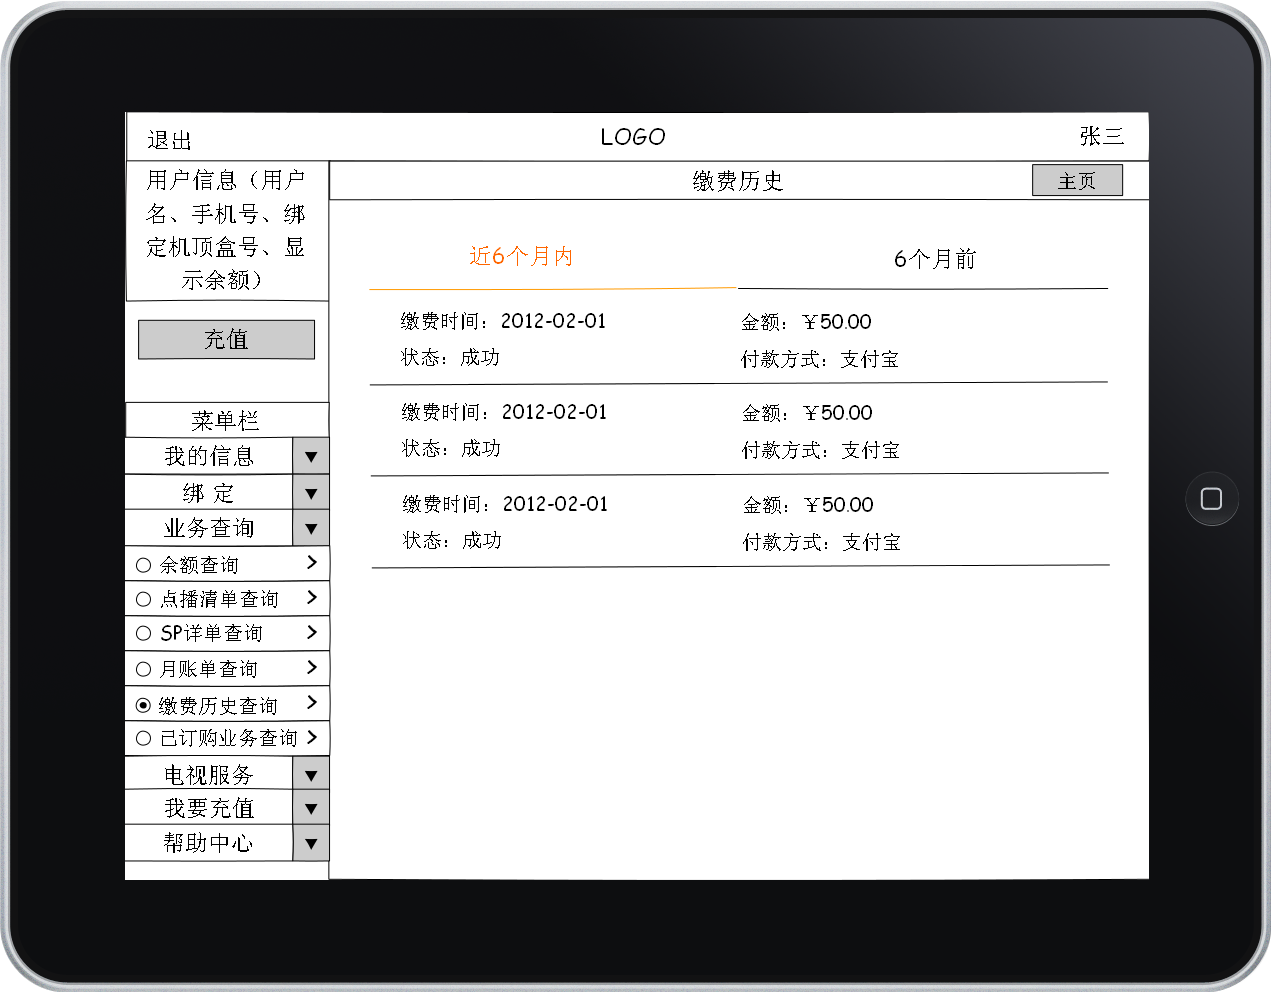 退出
LOGO
张三
用户信息（用户
名、手机号、绑
定机顶盒号、显
示余额）
充值
菜单栏
我的信息
绑 定
业务查询
余额查询
点播清单查询
SP详单查询
月账单查询
缴费历史查询
已订购业务查询
电视服务
我要充值
帮助中心
缴费历史
主页
近6个月内
6个月前
缴费时间：2012-02-01
金额：￥50.00
状态：成功
付款方式：支付宝
缴费时间：2012-02-01
金额：￥50.00
状态：成功
付款方式：支付宝
缴费时间：2012-02-01
金额：￥50.00
状态：成功
付款方式：支付宝